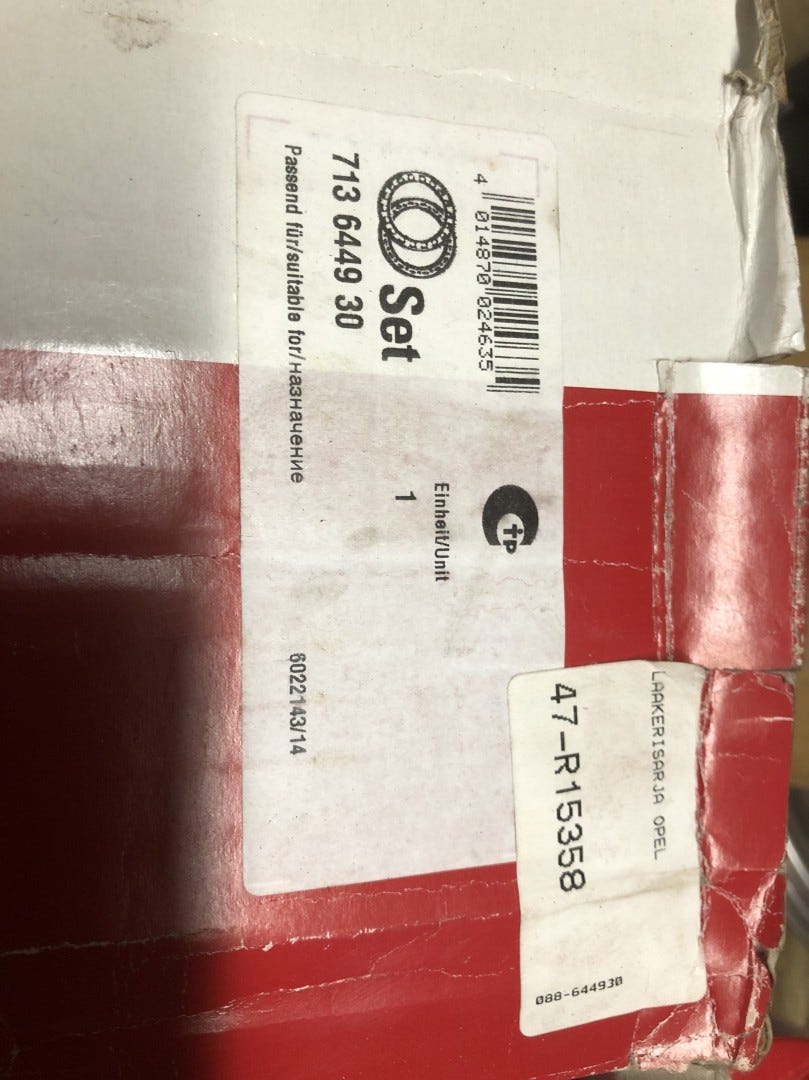 4 014870 024635
Set
713 6449 30
Passend für/suitable for/назначение
Einheit/Unit
1
6022143/14
LAAKERISARJA OPEL
47-R15358
088-644930